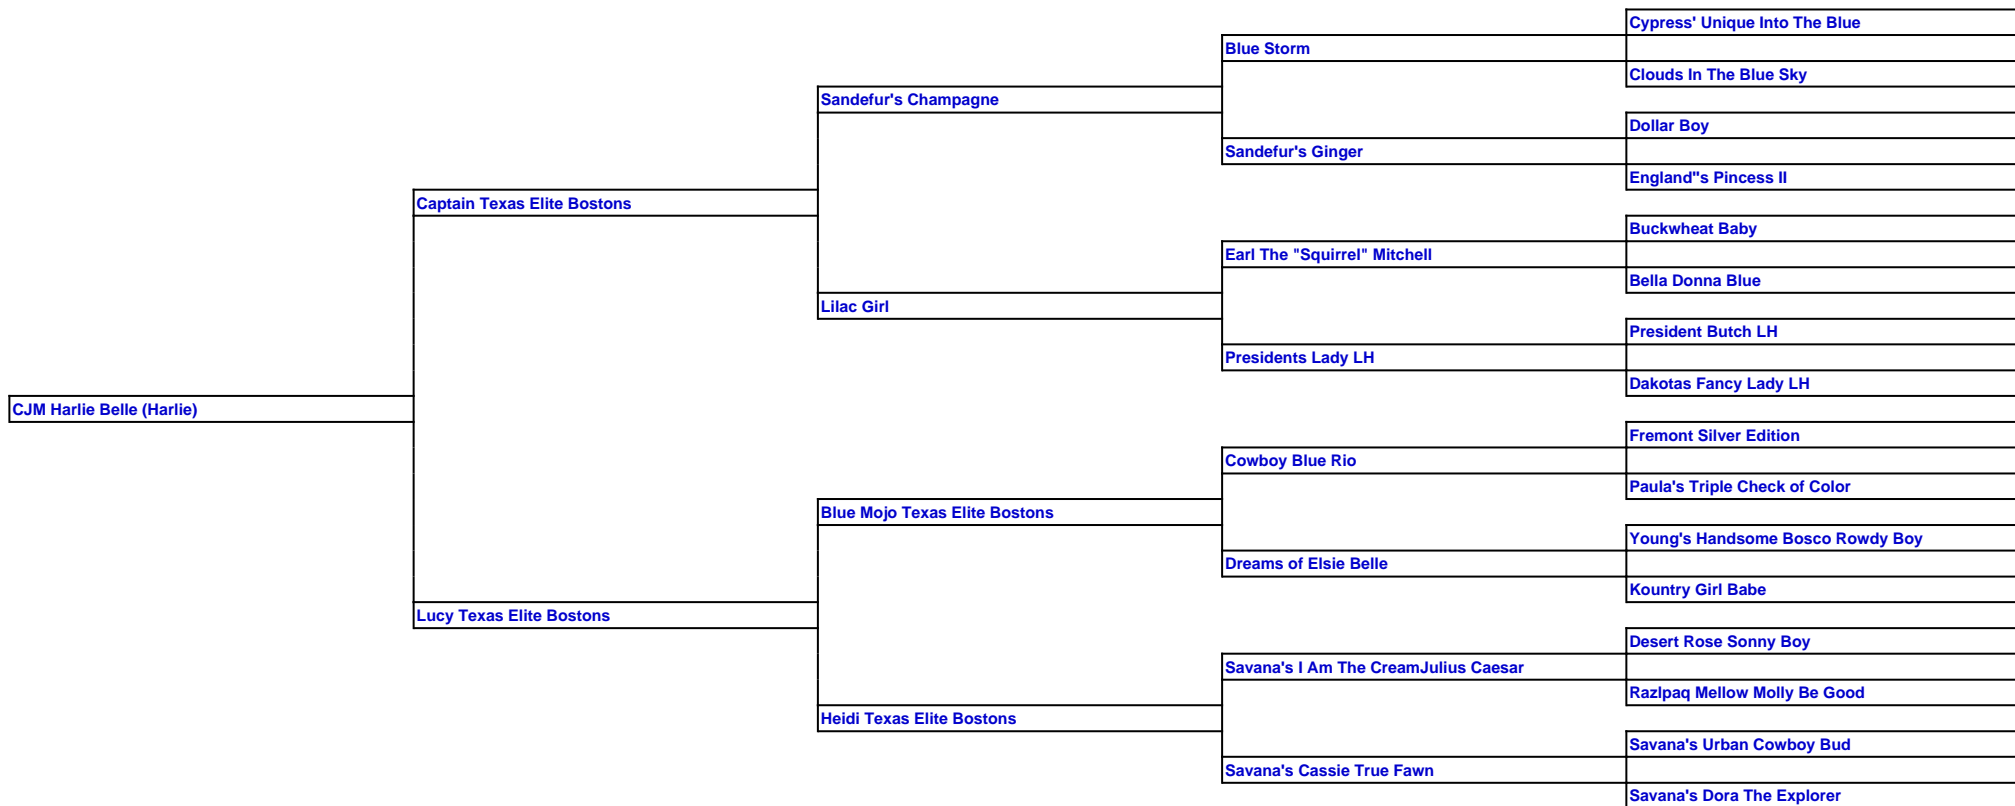 Cypress' Unique Into The Blue
Blue Storm
Clouds In The Blue Sky
Sandefur's Champagne
Dollar Boy
Sandefur's Ginger
England"s Pincess II
Captain Texas Elite Bostons
Buckwheat Baby
Earl The "Squirrel" Mitchell
Bella Donna Blue
Lilac Girl
President Butch LH
Presidents Lady LH
Dakotas Fancy Lady LH
CJM Harlie Belle (Harlie)
Fremont Silver Edition
Cowboy Blue Rio
Paula's Triple Check of Color
Blue Mojo Texas Elite Bostons
Young's Handsome Bosco Rowdy Boy
Dreams of Elsie Belle
Kountry Girl Babe
Lucy Texas Elite Bostons
Desert Rose Sonny Boy
Savana's I Am The CreamJulius Caesar
Razlpaq Mellow Molly Be Good
Heidi Texas Elite Bostons
Savana's Urban Cowboy Bud
Savana's Cassie True Fawn
Savana's Dora The Explorer